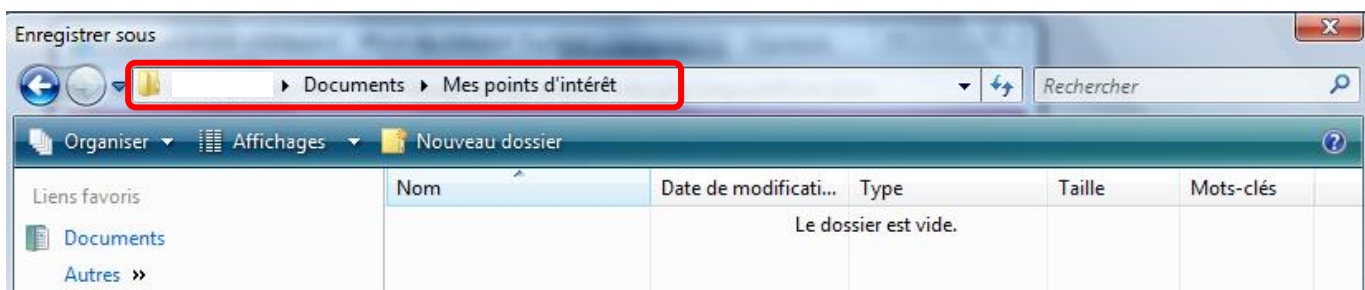 Enregistrer sous
Documents Mes points d'intérêt Rechercher
Organiser Affichages Nouveau dossier
Liens favoris Nom Date de modificati... Type Taille Mots-clés
Le dossier est vide.
Documents
Autres »